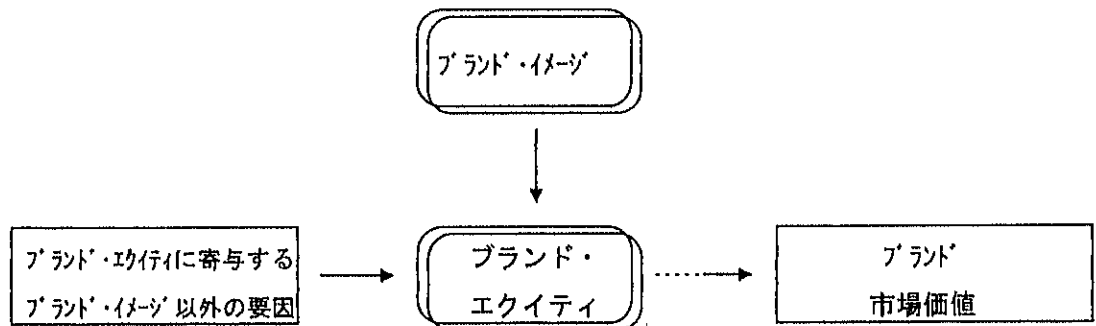 ﾌﾞﾗﾝﾄﾞ･ｲﾒｰｼﾞ
ﾌﾞﾗﾝﾄﾞ･ｴｸｲﾃｨに寄与する
ﾌﾞﾗﾝﾄﾞ･ｲﾒｰｼﾞ以外の要因
ブランド・
エクイティ
ﾌﾞﾗﾝﾄﾞ
市場価値